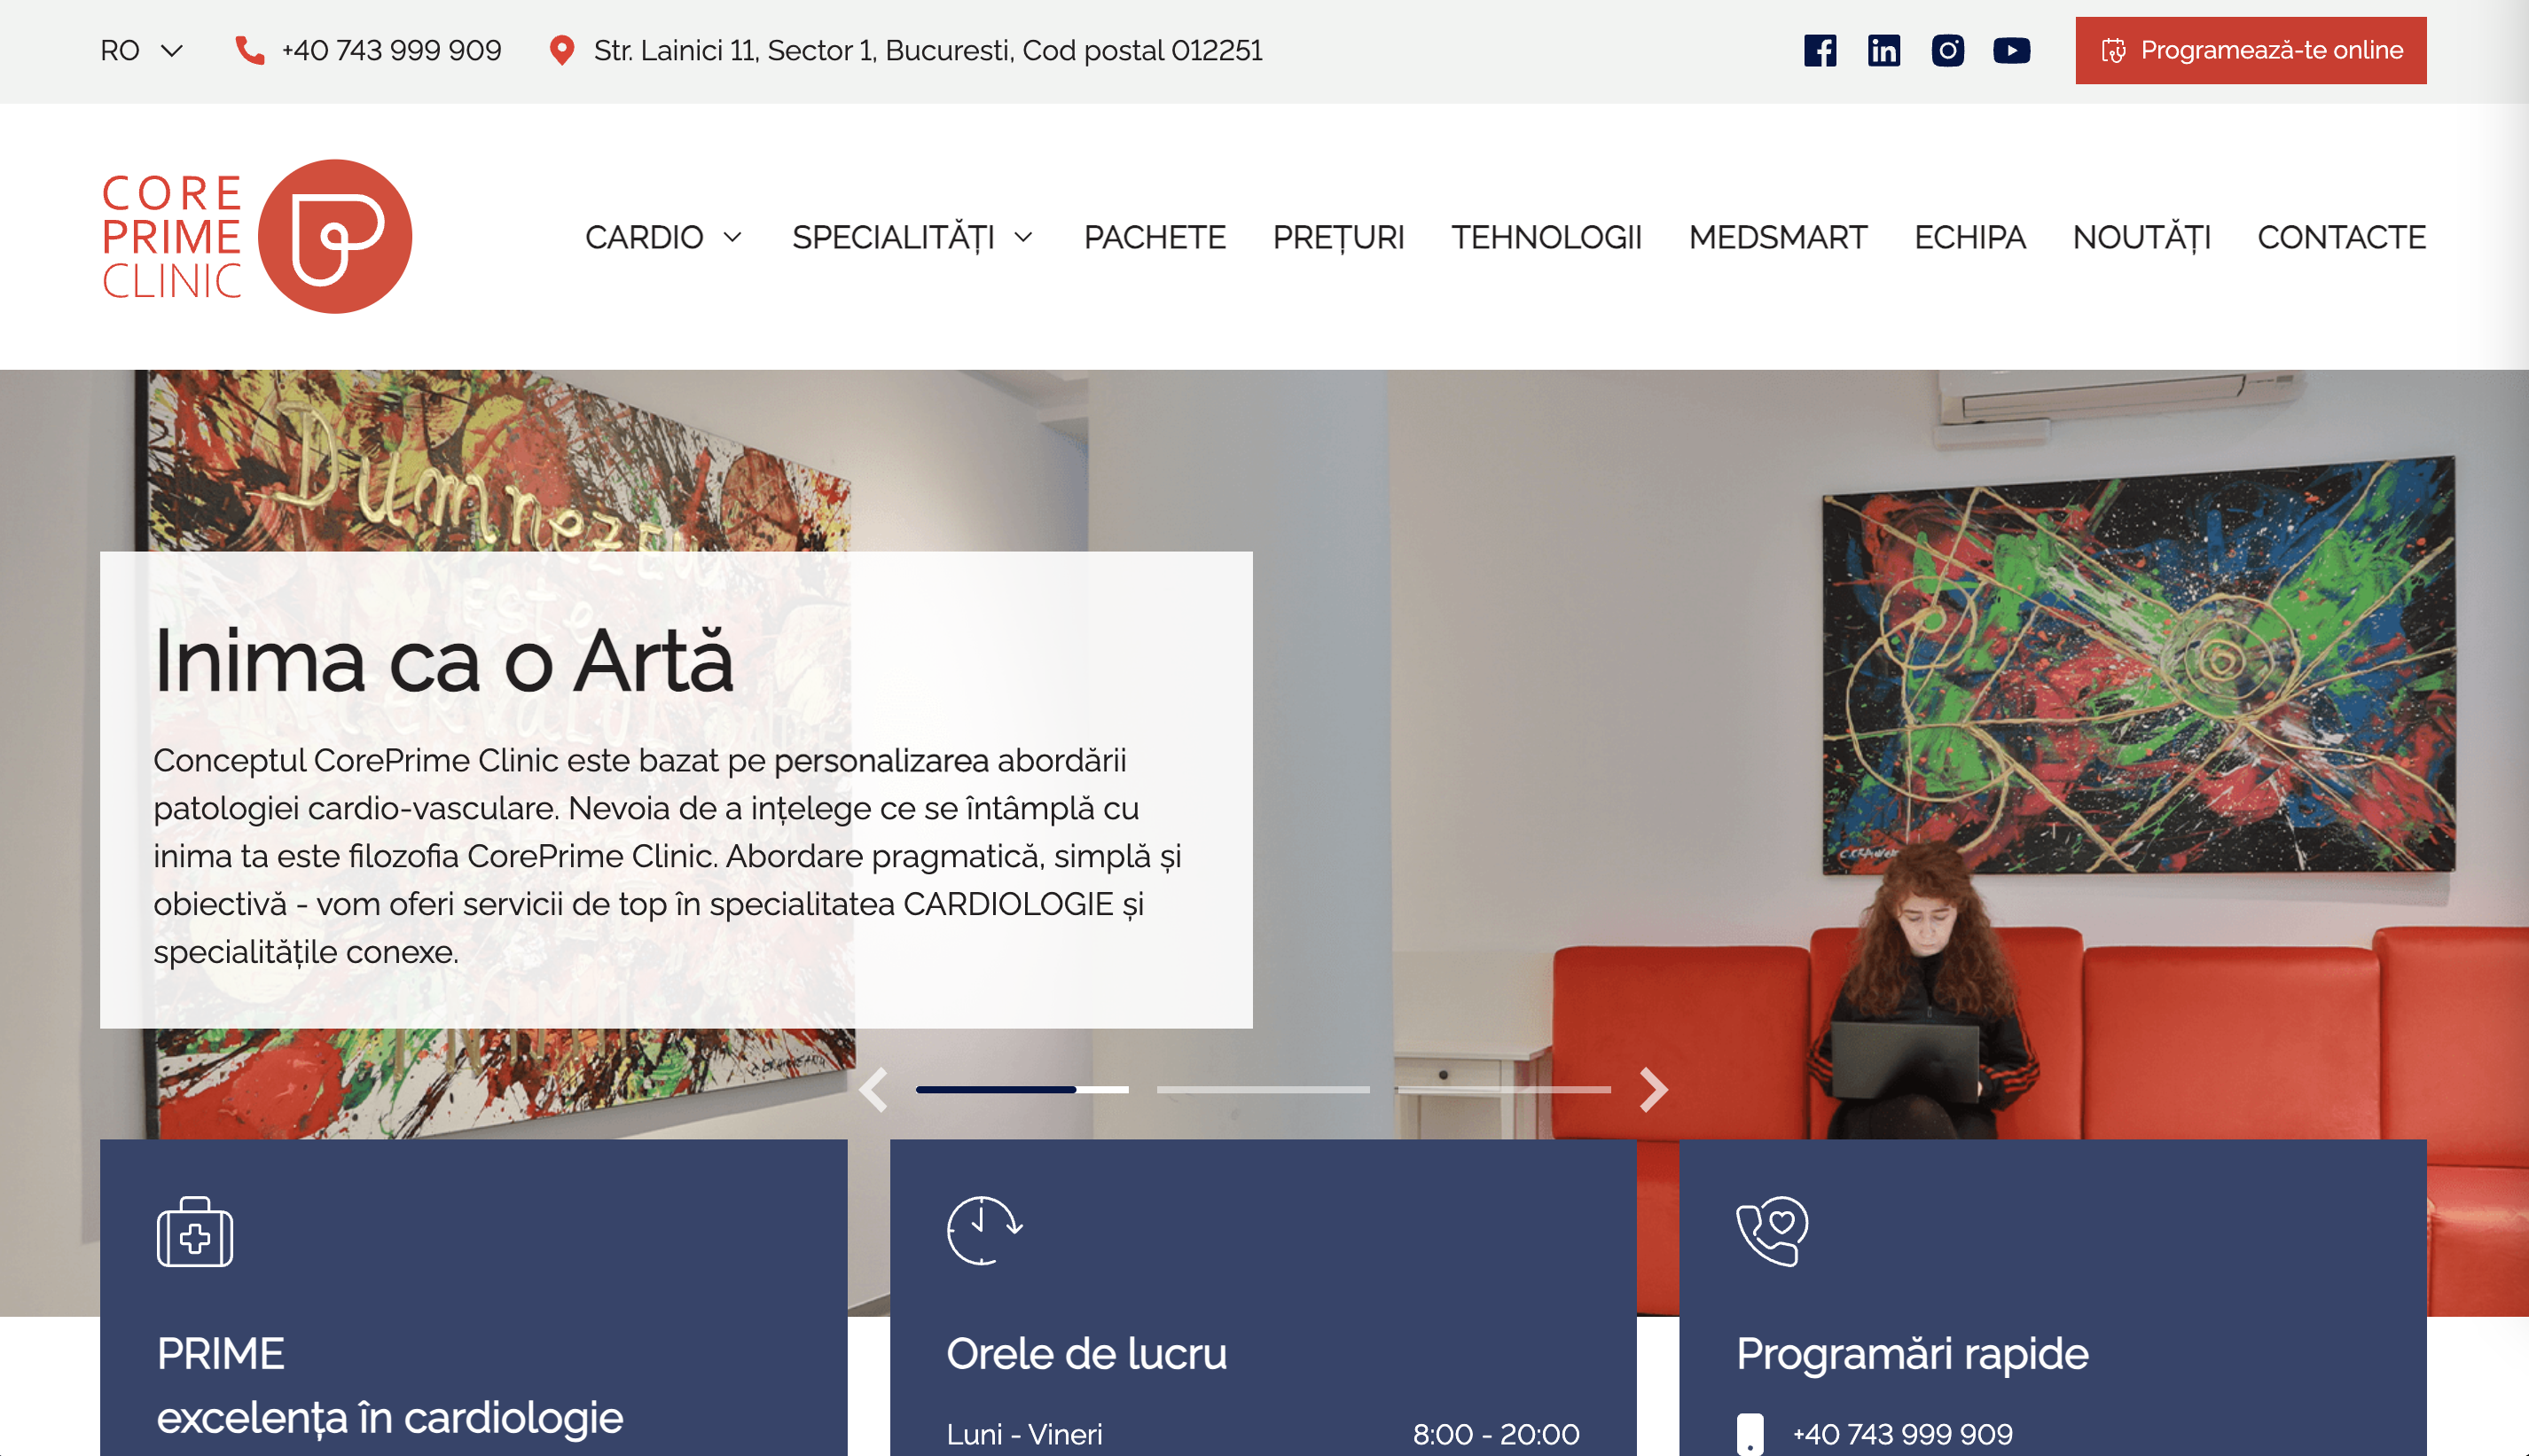 RO
+40 743 999 909
Str. Lainici 11, Sector 1, Bucuresti, Cod postal 012251
Programează-te online
CORE
PRIME
CLINIC
CARDIO
SPECIALITĂȚI
PACHETE
PREȚURI
TEHNOLOGII
MEDSMART
ECHIPA
NOUTĂȚI
CONTACTE
Dumnezeu
este
Inima ca o Artă
Conceptul CorePrime Clinic este bazat pe personalizarea abordării
patologiei cardio-vasculare. Nevoia de a ințelege ce se întâmplă cu
inima ta este filozofia CorePrime Clinic. Abordare pragmatică, simplă și
obiectivă - vom oferi servicii de top în specialitatea CARDIOLOGIE și
specialitățile conexe.
PRIME
excelența în cardiologie
Orele de lucru
Luni - Vineri
8:00 - 20:00
Programări rapide
+40 743 999 909